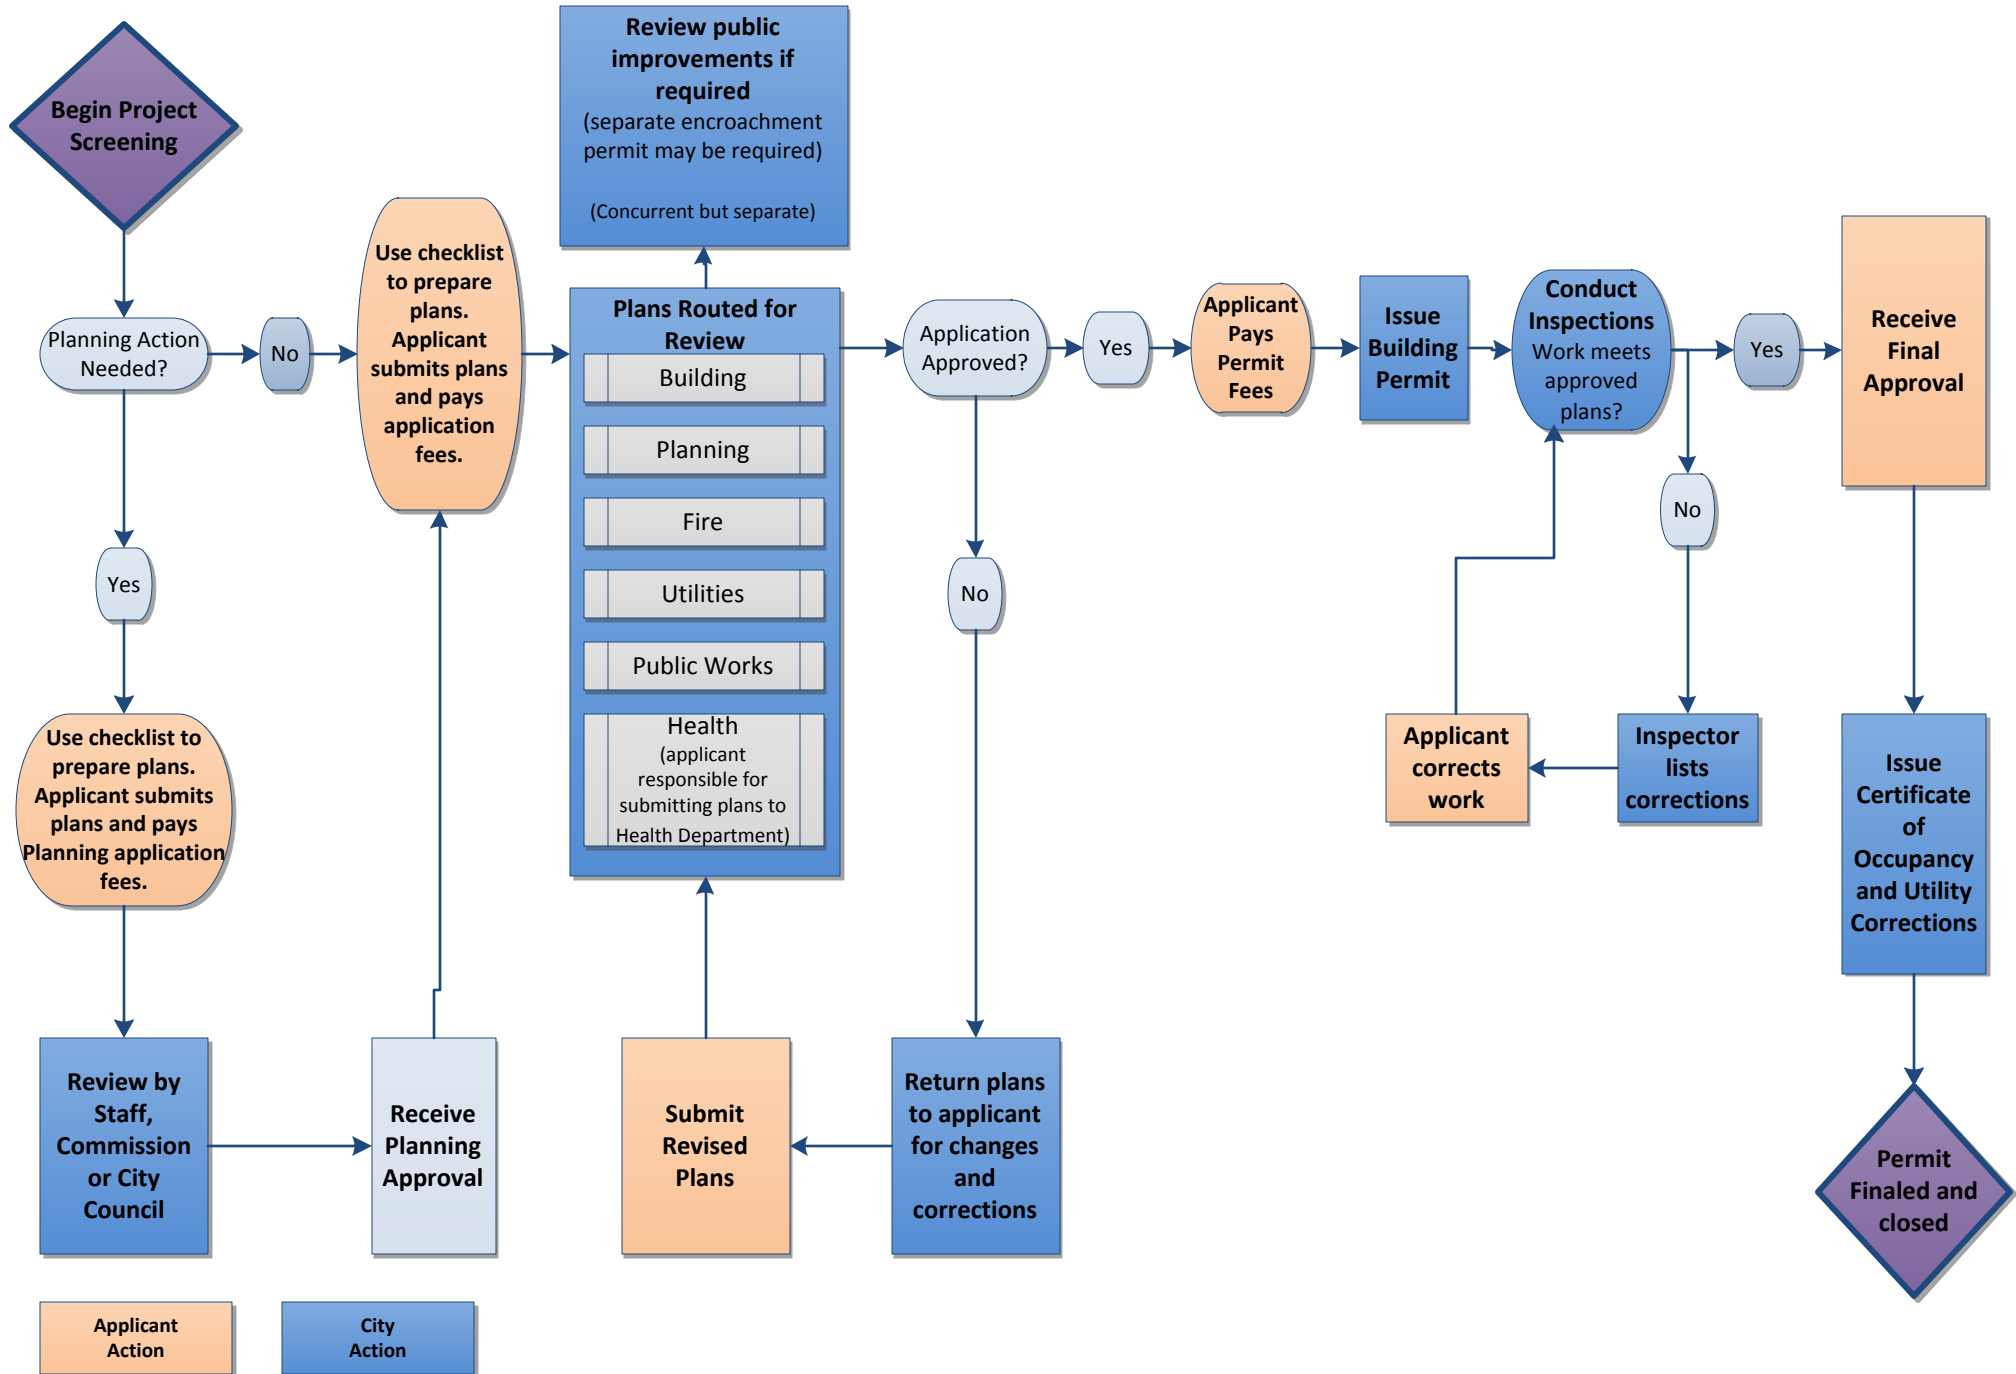 Begin Project
Screening
Planning Action
Needed?
No
Yes
Use checklist to
prepare plans.
Applicant submits
plans and pays
Planning application
fees.
Review by
Staff,
Commission
or City
Council
Receive
Planning
Approval
Use checklist
to prepare
plans.
Applicant
submits plans
and pays
application
fees.
Review public
improvements if
required
(separate encroachment
permit may be required)
(Concurrent but separate)
Plans Routed for
Review
Building
Planning
Fire
Utilities
Public Works
Health
(applicant
responsible for
submitting plans to
Health Department)
Submit
Revised
Plans
Application
Approved?
Yes
No
Return plans
to applicant
for changes
and
corrections
Applicant
Pays
Permit
Fees
Issue
Building
Permit
Conduct
Inspections
Work meets
approved
plans?
Yes
No
Inspector
lists
corrections
Applicant
corrects
work
Receive
Final
Approval
Issue
Certificate
of
Occupancy
and Utility
Corrections
Permit
Finaled and
closed
Applicant
Action
City
Action